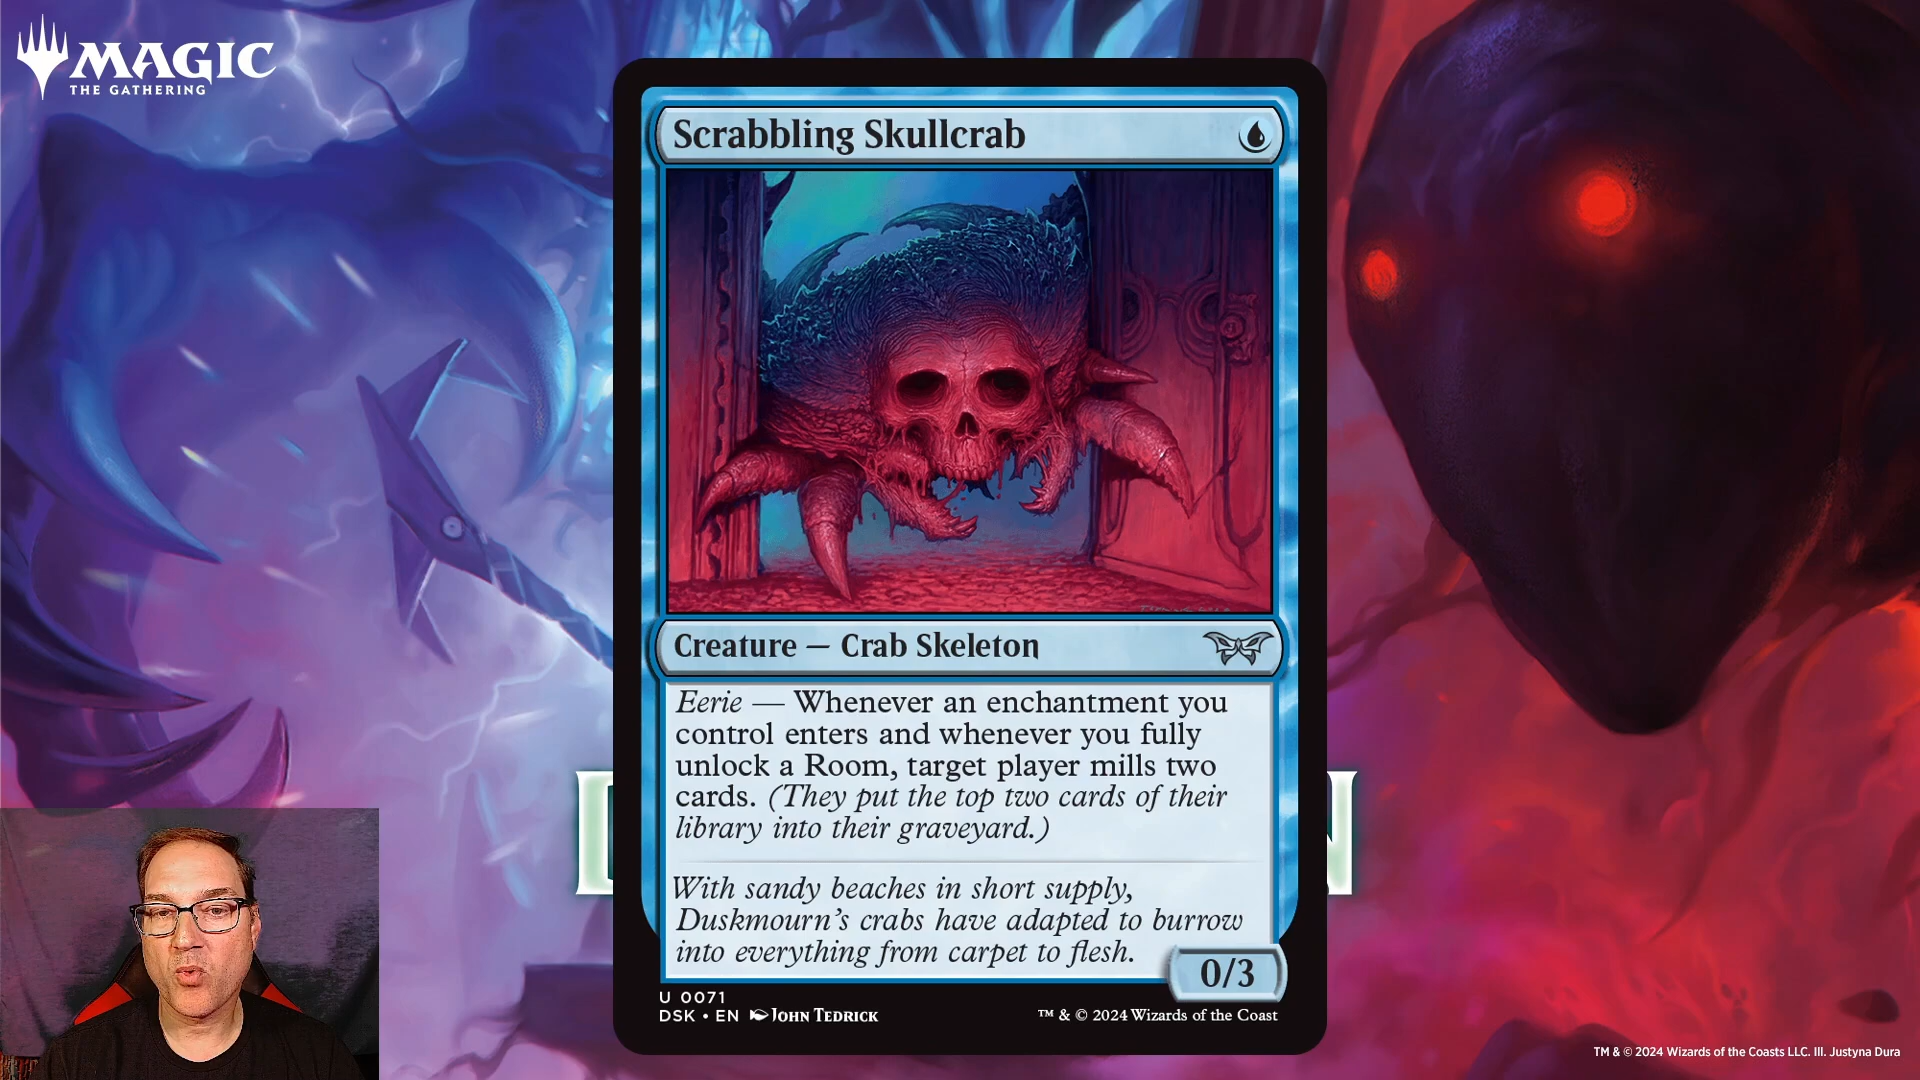 MAGIC
THE GATHERING
Scrabbling Skullcrab
Creature — Crab Skeleton
Eerie — Whenever an enchantment you
control enters and whenever you fully
unlock a Room, target player mills two
cards. (They put the top two cards of their
library into their graveyard.)
With sandy beaches in short supply,
Duskmourn’s crabs have adapted to burrow
into everything from carpet to flesh.
0/3
U 0071
DSK • EN JOHN TEDRICK
™ & © 2024 Wizards of the Coast
TM & © 2024 Wizards of the Coasts LLC. Ill. Justyna Dura